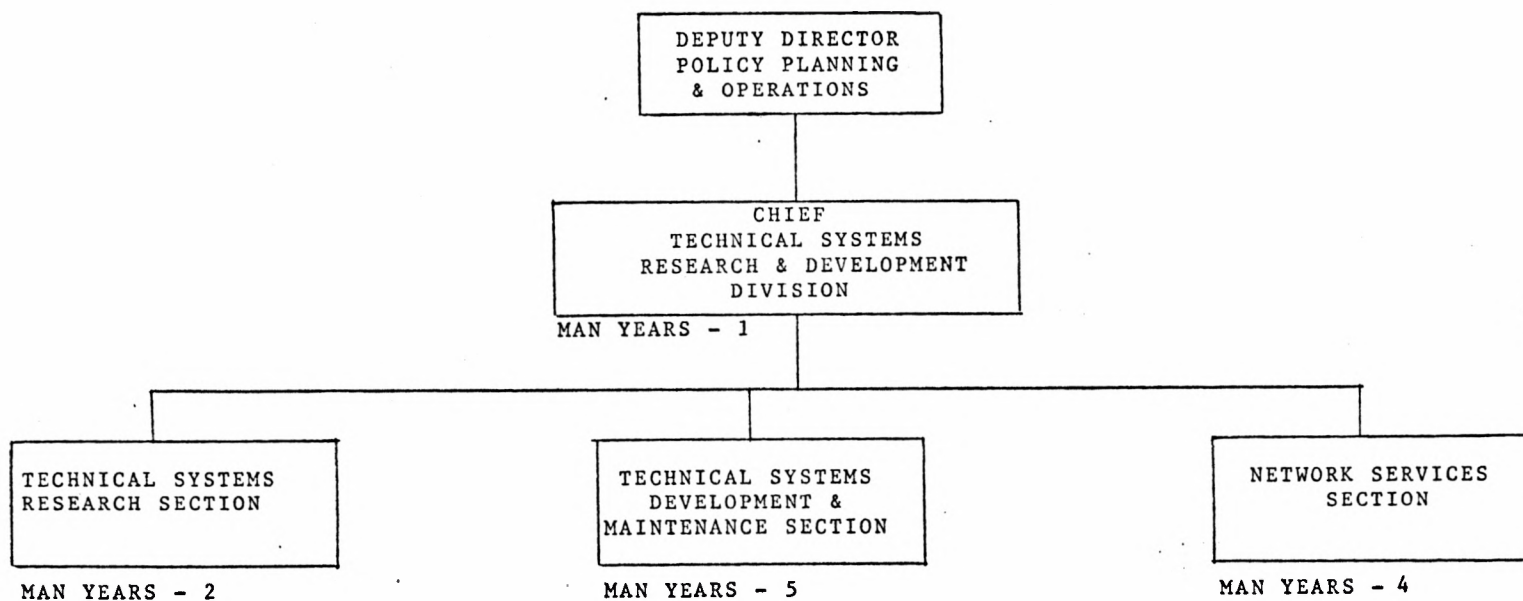 DEPUTY DIRECTOR
POLICY PLANNING
& OPERATIONS
CHIEF
TECHNICAL SYSTEMS
RESEARCH & DEVELOPMENT
DIVISION
MAN YEARS - 1
TECHNICAL SYSTEMS
RESEARCH SECTION
MAN YEARS - 2
TECHNICAL SYSTEMS
DEVELOPMENT &
MAINTENANCE SECTION
MAN YEARS - 5
NETWORK SERVICES
SECTION
MAN YEARS - 4